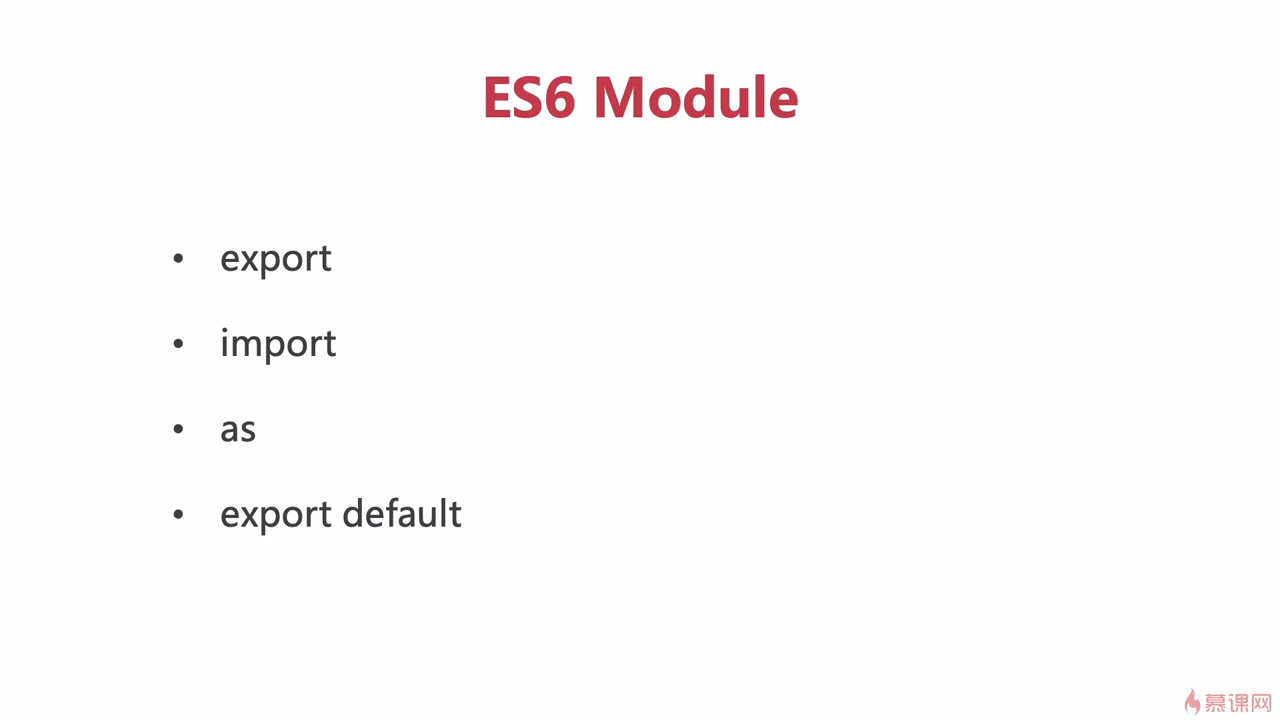 ES6 Module
• export
• import
• as
• export default
慕课网